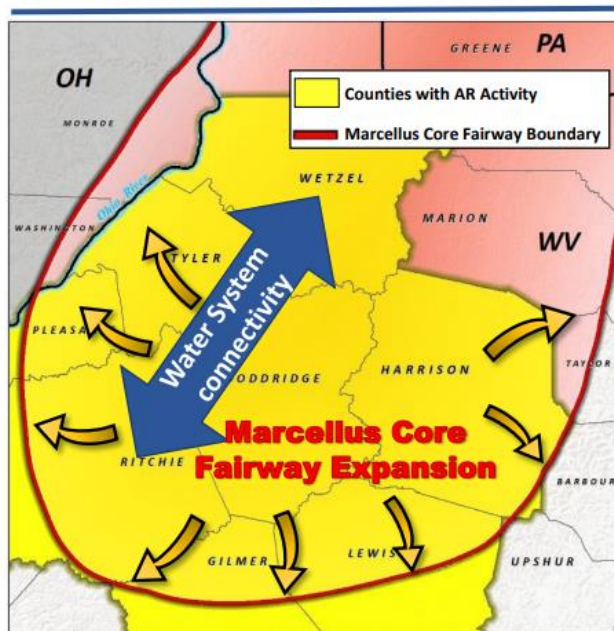 GREENE
PA
OH
Counties with AR Activity
Marcellus Core Fairway Boundary
MONROE
WETZEL
Ohio River
MARION
WASHINGTON
WV
TYLER
Water System
connectivity
PLEASA
TAYLOR
ODDRIDGE
HARRISON
Marcellus Core
Fairway Expansion
RITCHIE
BARBOUR
GILMER
LEWIS
UPSHUR